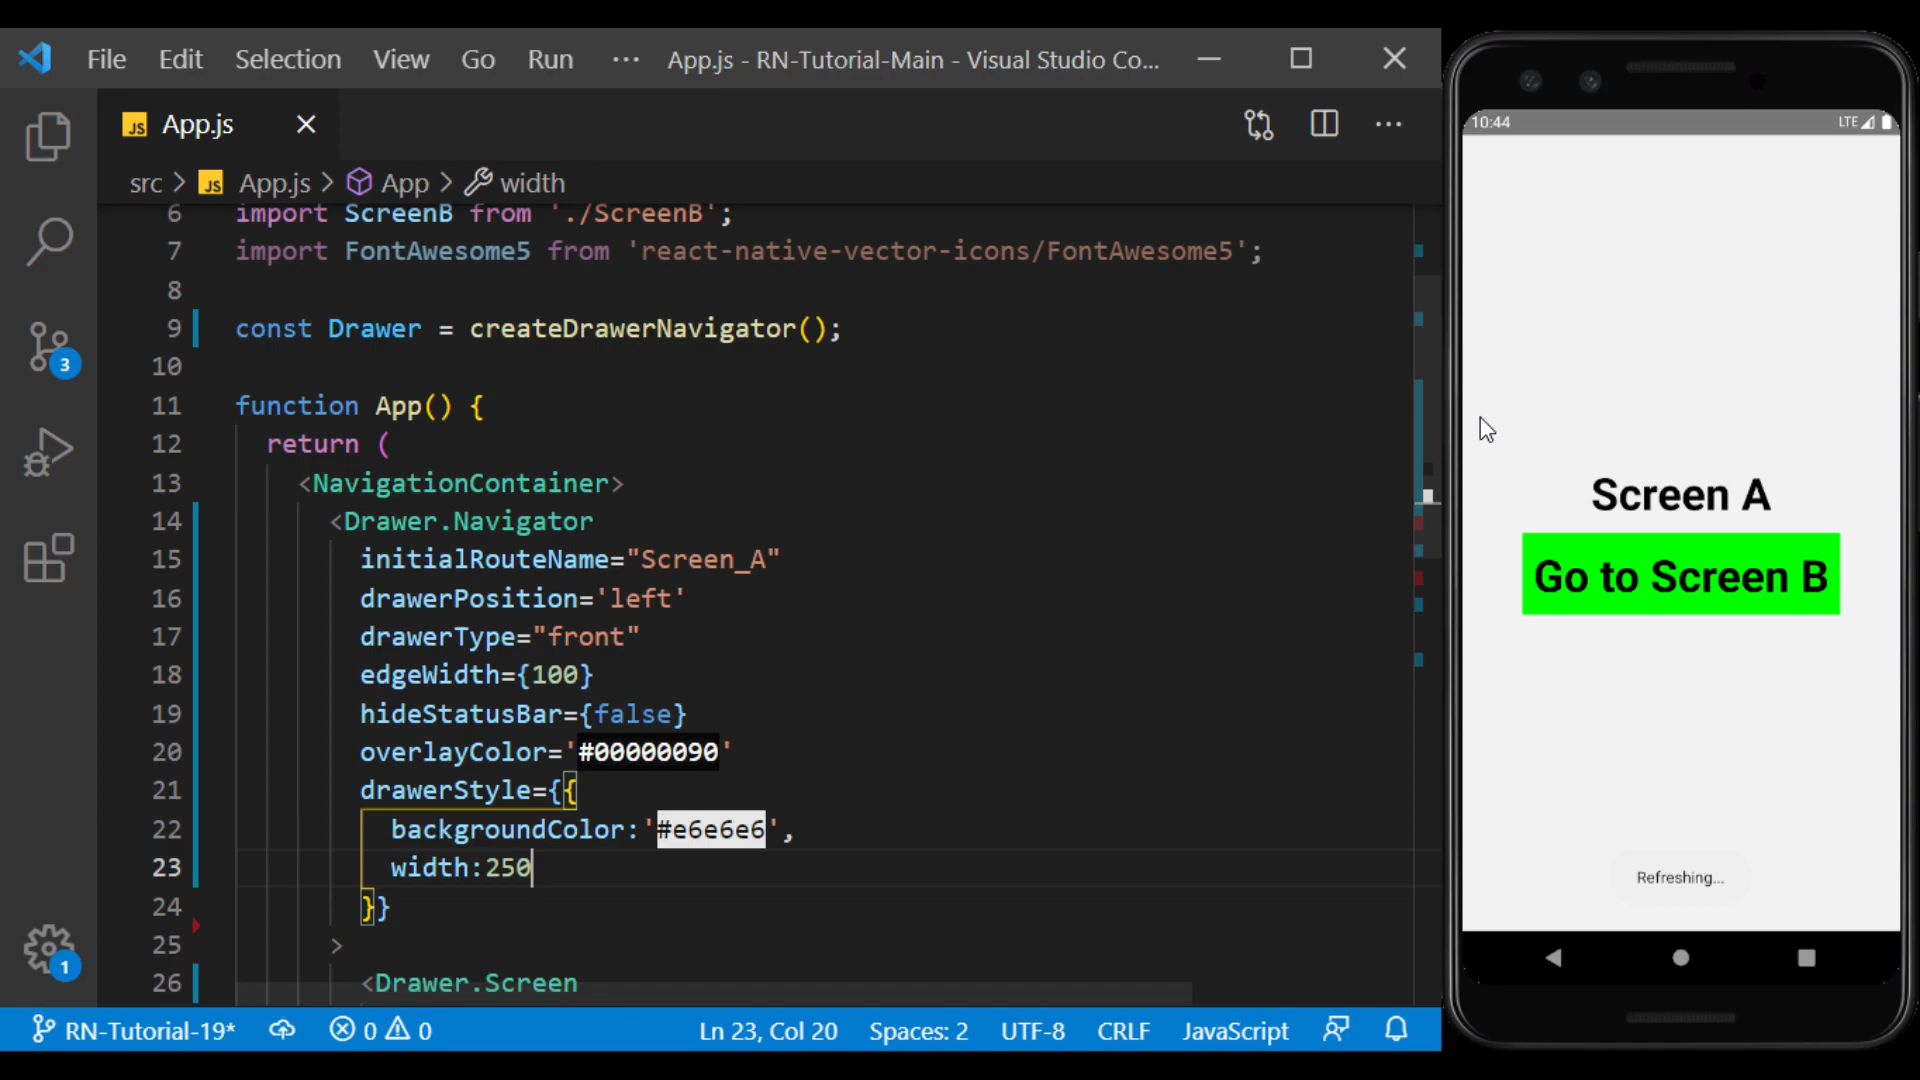 File Edit Selection View Go Run ··· App.js - RN-Tutorial-Main - Visual Studio Co...
JS App.js
src > JS App.js > App > width
6 import ScreenB from './ScreenB';
7 import FontAwesome5 from 'react-native-vector-icons/FontAwesome5';
8
9 const Drawer = createDrawerNavigator();
10
11 function App() {
12 return (
13 <NavigationContainer>
14 <Drawer.Navigator
15 initialRouteName="Screen_A"
16 drawerPosition='left'
17 drawerType="front"
18 edgeWidth={100}
19 hideStatusBar={false}
20 overlayColor='#00000090'
21 drawerStyle={{
22 backgroundColor:'#e6e6e6',
23 width:250
24 }}
25 >
26 <Drawer.Screen
3
1
RN-Tutorial-19* 0 0 Ln 23, Col 20 Spaces: 2 UTF-8 CRLF JavaScript
10:44 LTE
Screen A
Go to Screen B
Refreshing...